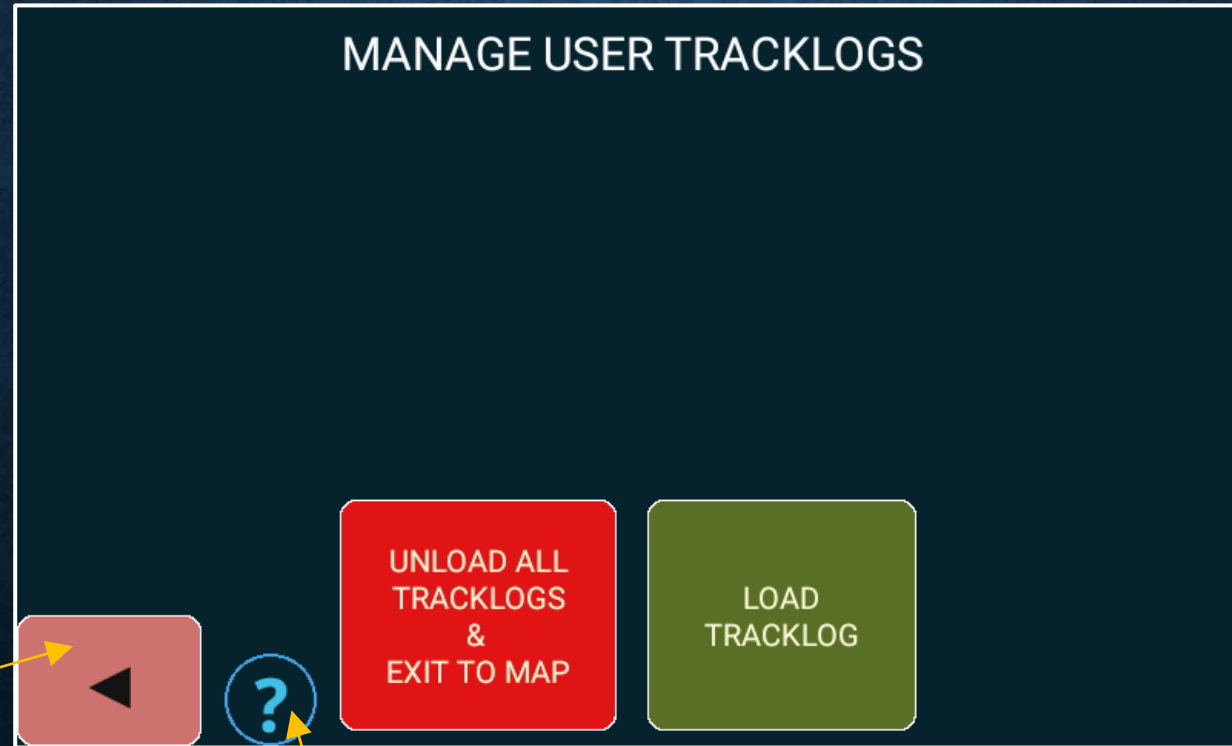 MANAGE USER TRACKLOGS
UNLOAD ALL
TRACKLOGS
&
EXIT TO MAP
LOAD
TRACKLOG
?